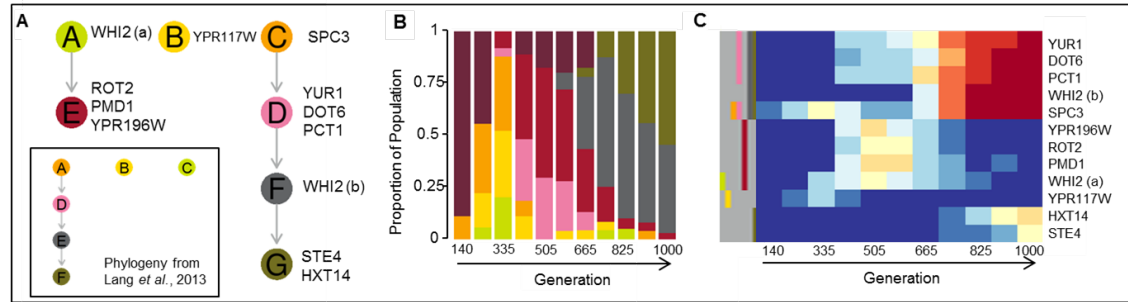 A
A WHI2 (a) B YPR117W C SPC3
E ROT2
PMD1
YPR196W
D YUR1
DOT6
PCT1
F WHI2 (b)
G STE4
HXT14
A B C
D
E
F
Phylogeny from
Lang et al., 2013
B
Proportion of Population
1
0.75
0.5
0.25
0
140 335 505 665 825 1000
Generation
C
YUR1
DOT6
PCT1
WHI2 (b)
SPC3
YPR196W
ROT2
PMD1
WHI2 (a)
YPR117W
HXT14
STE4
140 335 505 665 825 1000
Generation